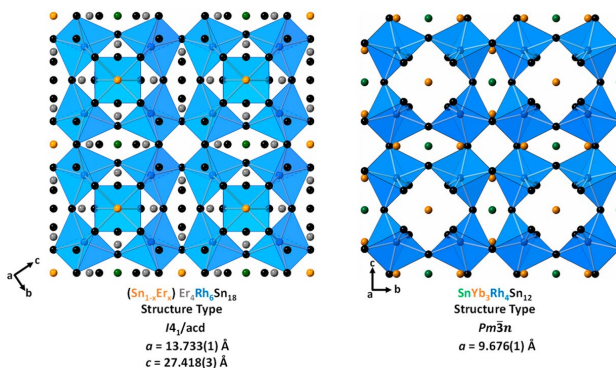 c
a
b
(Sn₁₋ₓErₓ) Er₄Rh₆Sn₁₈
Structure Type
I4₁/acd
a = 13.733(1) Å
c = 27.418(3) Å
c
a
b
SnYb₃Rh₄Sn₁₂
Structure Type
Pm3̅n
a = 9.676(1) Å